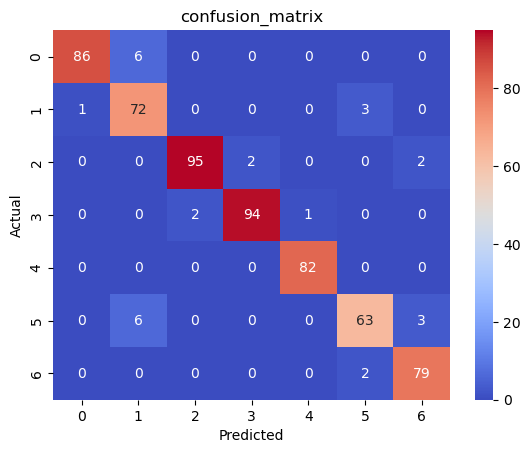 confusion_matrix
0 86 6 0 0 0 0 0
1 1 72 0 0 0 3 0
2 0 0 95 2 0 0 2
3 0 0 2 94 1 0 0
4 0 0 0 0 82 0 0
5 0 6 0 0 0 63 3
6 0 0 0 0 0 2 79
0 1 2 3 4 5 6
Actual
Predicted
80
60
40
20
0